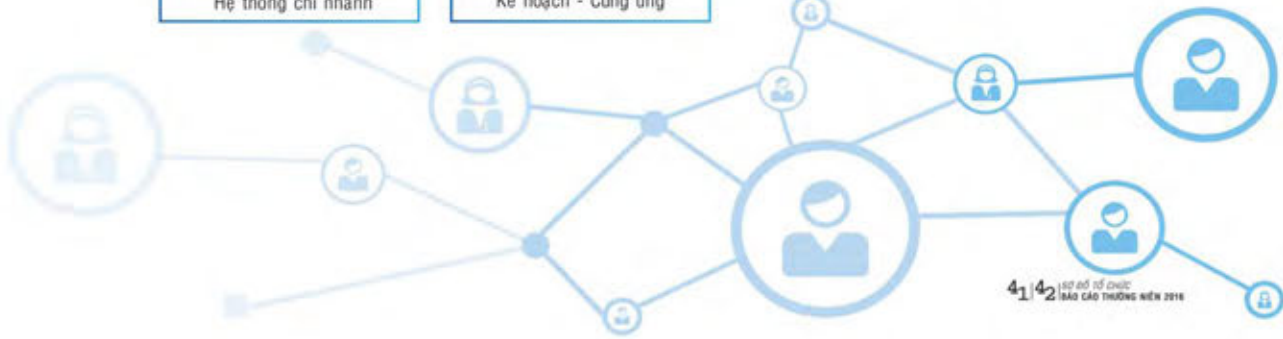 Hệ thống chi nhánh
Kế hoạch - Cung ứng
41|42
SƠ ĐỒ TỔ CHỨC
BÁO CÁO THƯỜNG NIÊN 2016